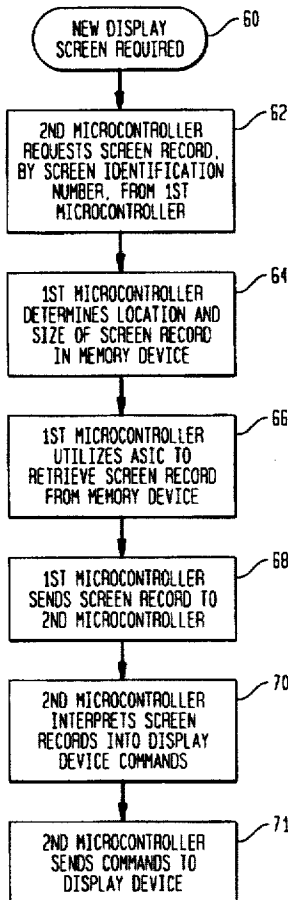 NEW DISPLAY
SCREEN REQUIRED
60
62
2ND MICROCONTROLLER
REQUESTS SCREEN RECORD,
BY SCREEN IDENTIFICATION
NUMBER, FROM 1ST
MICROCONTROLLER
64
1ST MICROCONTROLLER
DETERMINES LOCATION AND
SIZE OF SCREEN RECORD
IN MEMORY DEVICE
66
1ST MICROCONTROLLER
UTILIZES ASIC TO
RETRIEVE SCREEN RECORD
FROM MEMORY DEVICE
68
1ST MICROCONTROLLER
SENDS SCREEN RECORD TO
2ND MICROCONTROLLER
70
2ND MICROCONTROLLER
INTERPRETS SCREEN
RECORDS INTO DISPLAY
DEVICE COMMANDS
71
2ND MICROCONTROLLER
SENDS COMMANDS TO
DISPLAY DEVICE